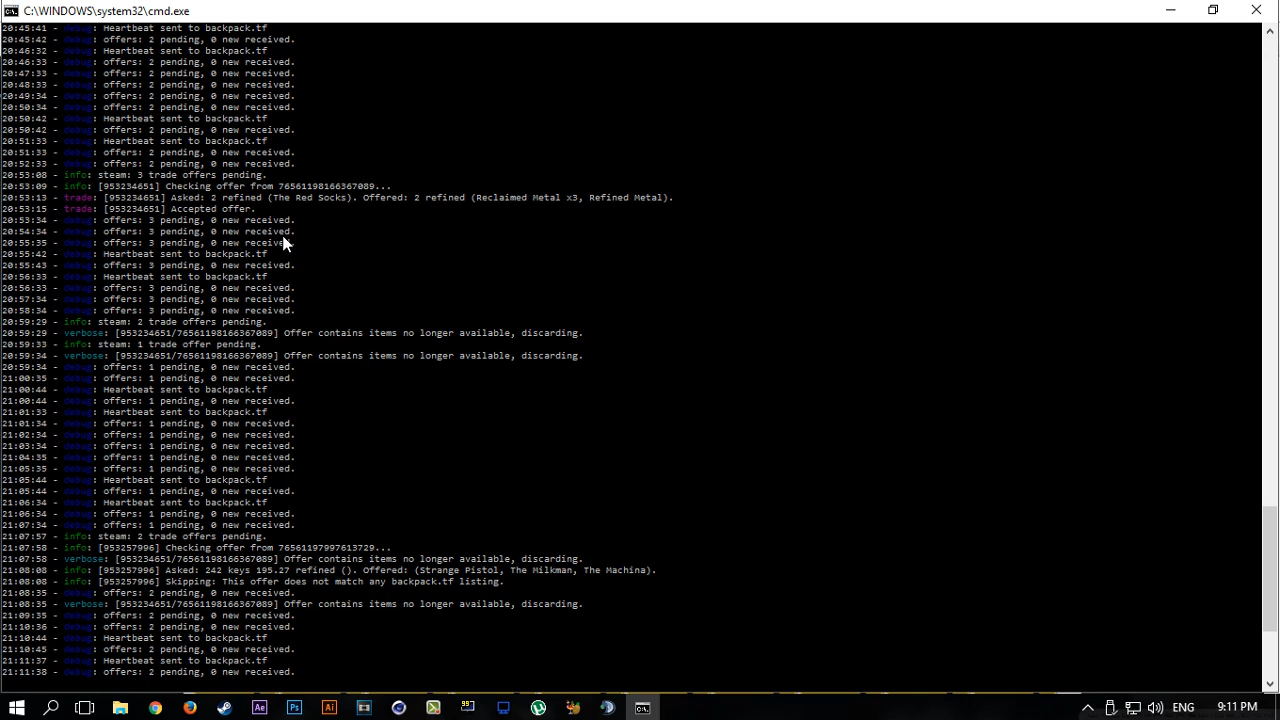 C:\WINDOWS\system32\cmd.exe
20:45:41 - debug: Heartbeat sent to backpack.tf
20:45:42 - debug: offers: 2 pending, 0 new received.
20:46:32 - debug: Heartbeat sent to backpack.tf
20:46:33 - debug: offers: 2 pending, 0 new received.
20:47:33 - debug: offers: 2 pending, 0 new received.
20:48:33 - debug: offers: 2 pending, 0 new received.
20:49:34 - debug: offers: 2 pending, 0 new received.
20:50:34 - debug: offers: 2 pending, 0 new received.
20:50:42 - debug: Heartbeat sent to backpack.tf
20:50:42 - debug: offers: 2 pending, 0 new received.
20:51:33 - debug: Heartbeat sent to backpack.tf
20:51:33 - debug: offers: 2 pending, 0 new received.
20:52:33 - debug: offers: 2 pending, 0 new received.
20:53:08 - info: steam: 3 trade offers pending.
20:53:09 - info: [953234651] Checking offer from 76561198166367089...
20:53:13 - trade: [953234651] Asked: 2 refined (The Red Socks). Offered: 2 refined (Reclaimed Metal x3, Refined Metal).
20:53:15 - trade: [953234651] Accepted offer.
20:53:34 - debug: offers: 3 pending, 0 new received.
20:54:34 - debug: offers: 3 pending, 0 new received.
20:55:35 - debug: offers: 3 pending, 0 new received.
20:55:42 - debug: Heartbeat sent to backpack.tf
20:55:43 - debug: offers: 3 pending, 0 new received.
20:56:33 - debug: Heartbeat sent to backpack.tf
20:56:33 - debug: offers: 3 pending, 0 new received.
20:57:34 - debug: offers: 3 pending, 0 new received.
20:58:34 - debug: offers: 3 pending, 0 new received.
20:59:29 - info: steam: 2 trade offers pending.
20:59:29 - verbose: [953234651/76561198166367089] Offer contains items no longer available, discarding.
20:59:33 - info: steam: 1 trade offer pending.
20:59:34 - verbose: [953234651/76561198166367089] Offer contains items no longer available, discarding.
20:59:34 - debug: offers: 1 pending, 0 new received.
21:00:35 - debug: offers: 1 pending, 0 new received.
21:00:44 - debug: Heartbeat sent to backpack.tf
21:00:44 - debug: offers: 1 pending, 0 new received.
21:01:33 - debug: Heartbeat sent to backpack.tf
21:01:34 - debug: offers: 1 pending, 0 new received.
21:02:34 - debug: offers: 1 pending, 0 new received.
21:03:34 - debug: offers: 1 pending, 0 new received.
21:04:35 - debug: offers: 1 pending, 0 new received.
21:05:35 - debug: offers: 1 pending, 0 new received.
21:05:44 - debug: Heartbeat sent to backpack.tf
21:05:44 - debug: offers: 1 pending, 0 new received.
21:06:34 - debug: Heartbeat sent to backpack.tf
21:06:34 - debug: offers: 1 pending, 0 new received.
21:07:34 - debug: offers: 1 pending, 0 new received.
21:07:57 - info: steam: 2 trade offers pending.
21:07:58 - info: [953257996] Checking offer from 76561197997613729...
21:07:58 - verbose: [953234651/76561198166367089] Offer contains items no longer available, discarding.
21:08:08 - info: [953257996] Asked: 242 keys 195.27 refined (). Offered: (Strange Pistol, The Milkman, The Machina).
21:08:08 - info: [953257996] Skipping: This offer does not match any backpack.tf listing.
21:08:35 - debug: offers: 2 pending, 0 new received.
21:08:35 - verbose: [953234651/76561198166367089] Offer contains items no longer available, discarding.
21:09:35 - debug: offers: 2 pending, 0 new received.
21:10:36 - debug: offers: 2 pending, 0 new received.
21:10:44 - debug: Heartbeat sent to backpack.tf
21:10:45 - debug: offers: 2 pending, 0 new received.
21:11:37 - debug: Heartbeat sent to backpack.tf
21:11:38 - debug: offers: 2 pending, 0 new received.
Ae Ps Ai 99 ENG 9:11 PM